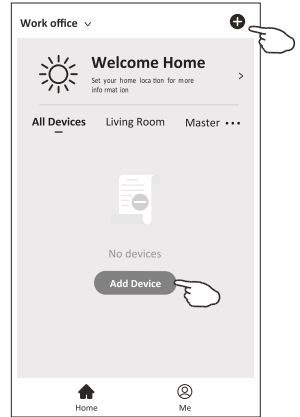 Work office
Welcome Home
Set your home loca tion for more
info rmat ion
All Devices Living Room Master
No devices
Add Device
Home Me